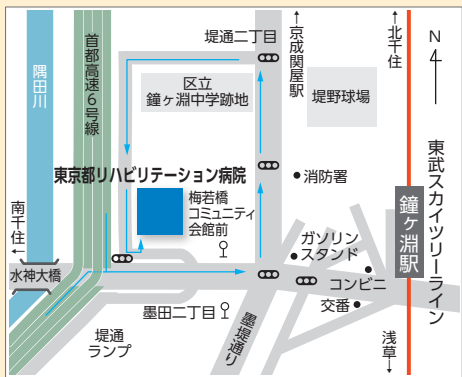 堤通二丁目
↑京成関屋駅
↑北千住
N
隅田川
首都高速6号線
区立
鐘ヶ淵中学跡地
堤野球場
東武スカイツリーライン
東京都リハビリテーション病院
消防署
梅若橋
コミュニティ
会館前
鐘ヶ淵駅
南千住↑
ガソリン
スタンド
水神大橋
コンビニ
墨田二丁目
交番
堤通
ランプ
墨堤通り
浅草↓